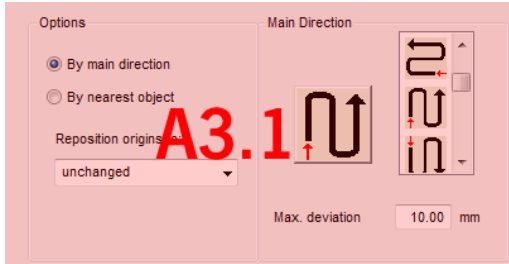 Options
Main Direction
By main direction
By nearest object
Reposition origins
A3.1
unchanged
Max. deviation
10.00 mm